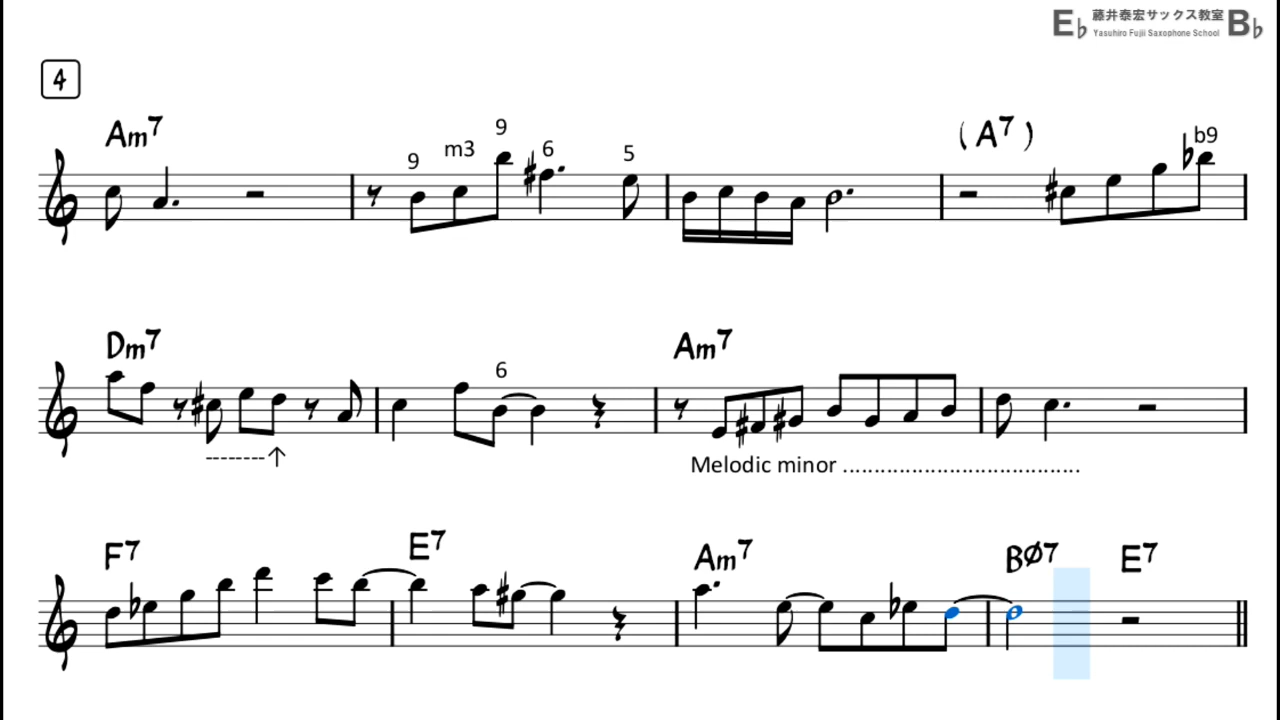 E♭ 藤井泰宏サックス教室 B♭
Yasuhiro Fujii Saxophone School
4
Am7 (A7)
9 m3 9 6 5 b9
Dm7 Am7
6
--------↑
Melodic minor .....................................
F7 E7 Am7 BØ7 E7